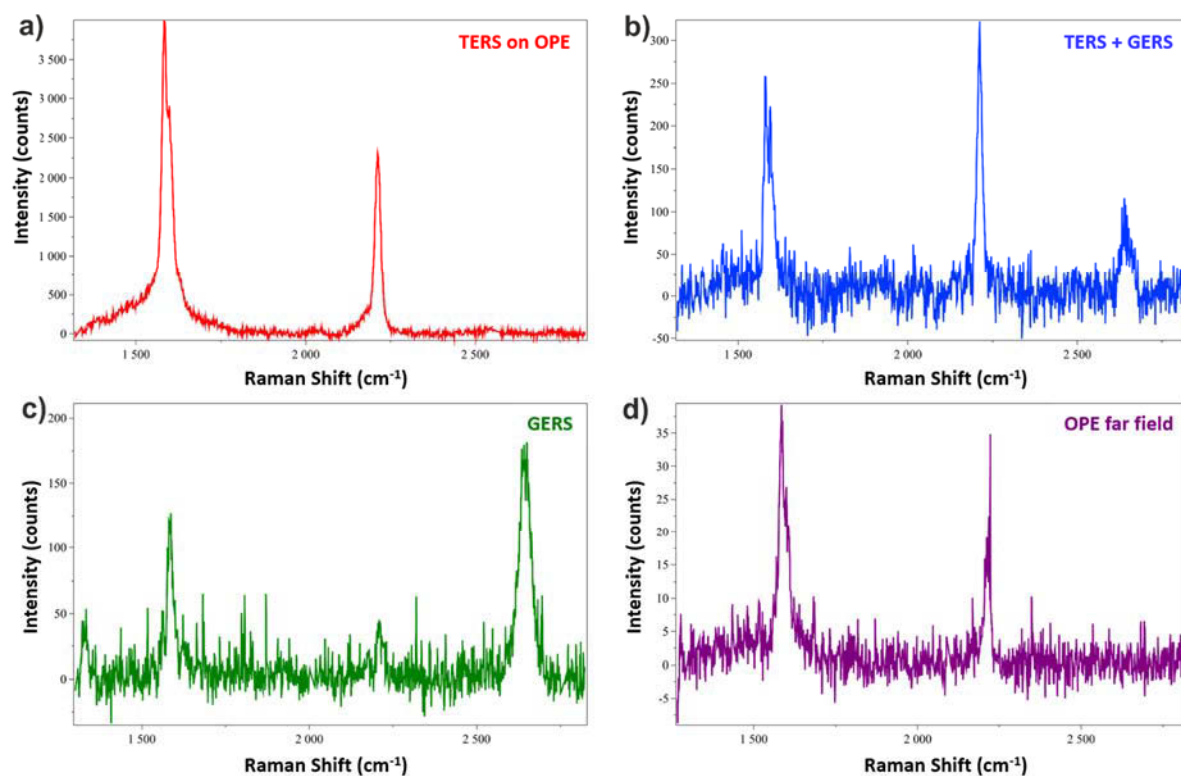 a)
TERS on OPE
3 500
3 000
2 500
2 000
1 500
1 000
500
0
Intensity (counts)
1 500
2 000
2 500
Raman Shift (cm-1)
b)
TERS + GERS
300
250
200
150
100
50
0
-50
Intensity (counts)
1 500
2 000
2 500
Raman Shift (cm-1)
c)
GERS
200
150
100
50
0
Intensity (counts)
1 500
2 000
2 500
Raman Shift (cm-1)
d)
OPE far field
35
30
25
20
15
10
5
0
-5
Intensity (counts)
1 500
2 000
2 500
Raman Shift (cm-1)